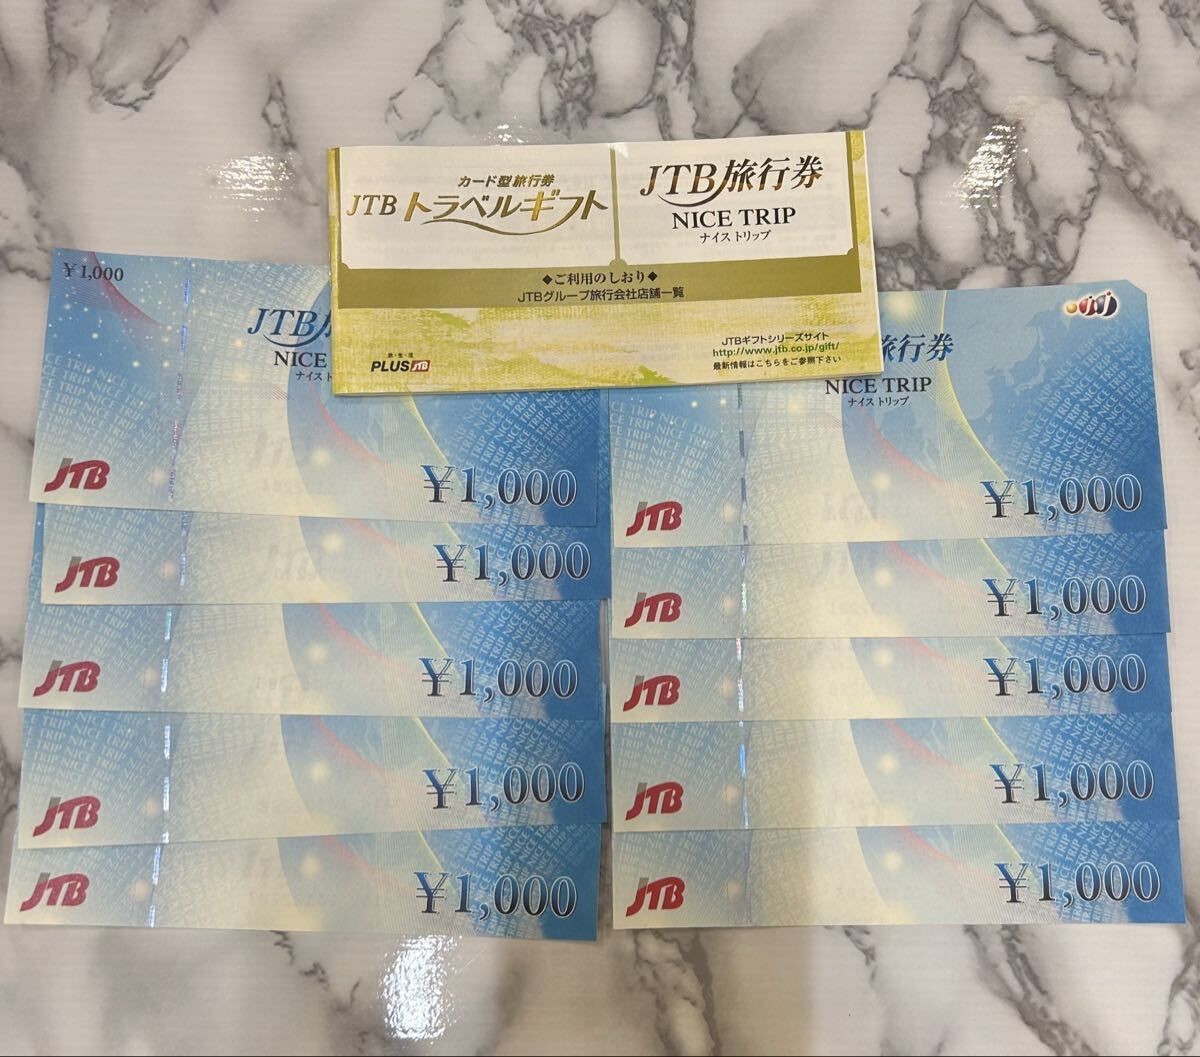 カード型旅行券
JTB トラベルギフト
JTB旅行券
NICE TRIP
ナイストリップ
◆ご利用のしおり◆
JTBグループ旅行会社店舗一覧
旅・生・活
PLUS JTB
JTBギフトシリーズサイト
http://www.jtb.co.jp/gift/
最新情報はこちらをご参照下さい
￥1,000
JTB
NICE
ナイスト
JTB
￥1,000
JTB
￥1,000
JTB
￥1,000
JTB
￥1,000
JTB
￥1,000
旅行券
NICE TRIP
ナイストリップ
JTB
￥1,000
JTB
￥1,000
JTB
￥1,000
JTB
￥1,000
JTB
￥1,000